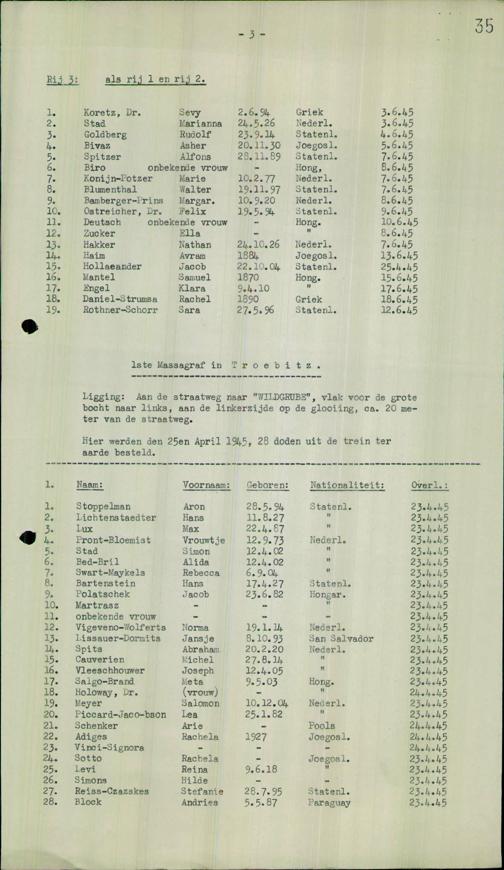 35
- 3 -
Rij 3: als rij 1 en rij 2.
1. Koretz, Dr. Sevy 2.6.94 Griek 3.6.45
2. Stad Marianna 24.5.26 Nederl. 3.6.45
3. Goldberg Rudolf 23.9.14 Statenl. 4.6.45
4. Bivaz Asher 20.11.30 Joegosl. 5.6.45
5. Spitzer Alfons 28.11.89 Statenl. 7.6.45
6. Biro onbekende vrouw - Hong, 8.6.45
7. Konijn-Potzer Marie 10.2.77 Nederl. 7.6.45
8. Blumenthal Walter 19.11.97 Statenl. 7.6.45
9. Bamberger-Prins Margar. 10.9.20 Nederl. 8.6.45
10. Ostreicher, Dr. Felix 19.5.94 Statenl. 9.6.45
11. Deutsch onbekende vrouw - Hong. 10.6.45
12. Zucker Ella - " 8.6.45
13. Hakker Nathan 24.10.26 Nederl. 7.6.45
14. Haim Avram 1884 Joegosl. 13.6.45
15. Hollaeander Jacob 22.10.04 Statenl. 25.4.45
16. Mantel Samuel 1870 Hong. 15.6.45
17. Engel Klara 9.4.10 " 17.6.45
18. Daniel-Strumsa Rachel 1890 Griek 18.6.45
19. Rothner-Schorr Sara 27.5.96 Statenl. 12.6.45
1ste Massagraf in T r o e b i t z .
Ligging: Aan de straatweg naar "WILDGRUBE", vlak voor de grote
bocht naar links, aan de linkerzijde op de glooiing, ca. 20 me-
ter van de straatweg.
Hier werden den 25en April 1945, 28 doden uit de trein ter
aarde besteld.
1. Naam: Voornaam: Geboren: Nationaliteit: Overl.:
1. Stoppelman Aron 28.5.94 Statenl. 23.4.45
2. Lichtenstaedter Hans 11.8.27 " 23.4.45
3. Lux Max 22.4.87 " 23.4.45
4. Pront-Bloemist Vrouwtje 12.9.73 Nederl. 23.4.45
5. Stad Simon 12.4.02 " 23.4.45
6. Bed-Bril Alida 12.4.02 " 23.4.45
7. Swart-Maykels Rebecca 6.9.04 " 23.4.45
8. Bartenstein Hans 17.4.27 Statenl. 23.4.45
9. Polatschek Jacob 23.6.82 Hongar. 23.4.45
10. Martrasz - - " 23.4.45
11. onbekende vrouw - - - 23.4.45
12. Vigeveno-Wolferts Norma 19.1.14 Nederl. 23.4.45
13. Lissauer-Dormits Jansje 8.10.93 San Salvador 23.4.45
14. Spits Abraham 20.2.20 Nederl. 23.4.45
15. Cauverien Michel 27.8.14 " 23.4.45
16. Vleeschhouwer Joseph 12.4.05 " 23.4.45
17. Salgo-Brand Meta 9.5.03 Hong. 23.4.45
18. Holoway, Dr. (vrouw) - " 24.4.45
19. Meyer Salomon 10.12.04 Nederl. 23.4.45
20. Piccard-Jaco-bson Lea 25.1.82 " 23.4.45
21. Schenker Arie - Pools 24.4.45
22. Adiges Rachela 1927 Joegosl. 24.4.45
23. Vinci-Signora - - - 24.4.45
24. Sotto Rachela - Joegosl. 23.4.45
25. Levi Reina 9.6.18 " 23.4.45
26. Simons Hilde - - 23.4.45
27. Reiss-Czazskes Stefanie 28.7.95 Statenl. 23.4.45
28. Block Andries 5.5.87 Paraguay 23.4.45